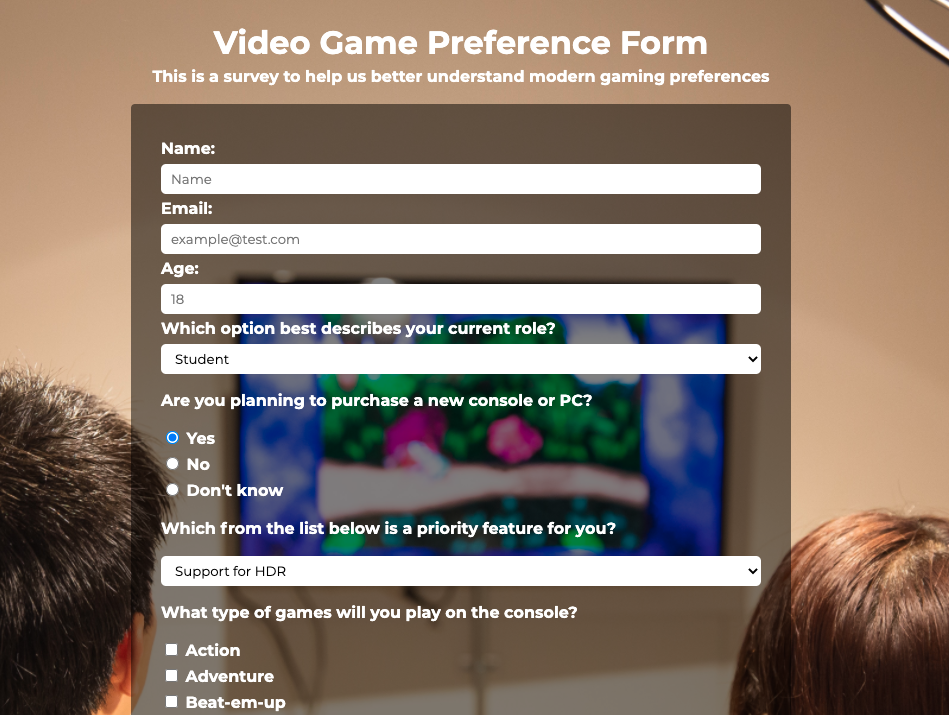 Video Game Preference Form
This is a survey to help us better understand modern gaming preferences
Name:
Name
Email:
example@test.com
Age:
18
Which option best describes your current role?
Student
Are you planning to purchase a new console or PC?
Yes
No
Don't know
Which from the list below is a priority feature for you?
Support for HDR
What type of games will you play on the console?
Action
Adventure
Beat-em-up